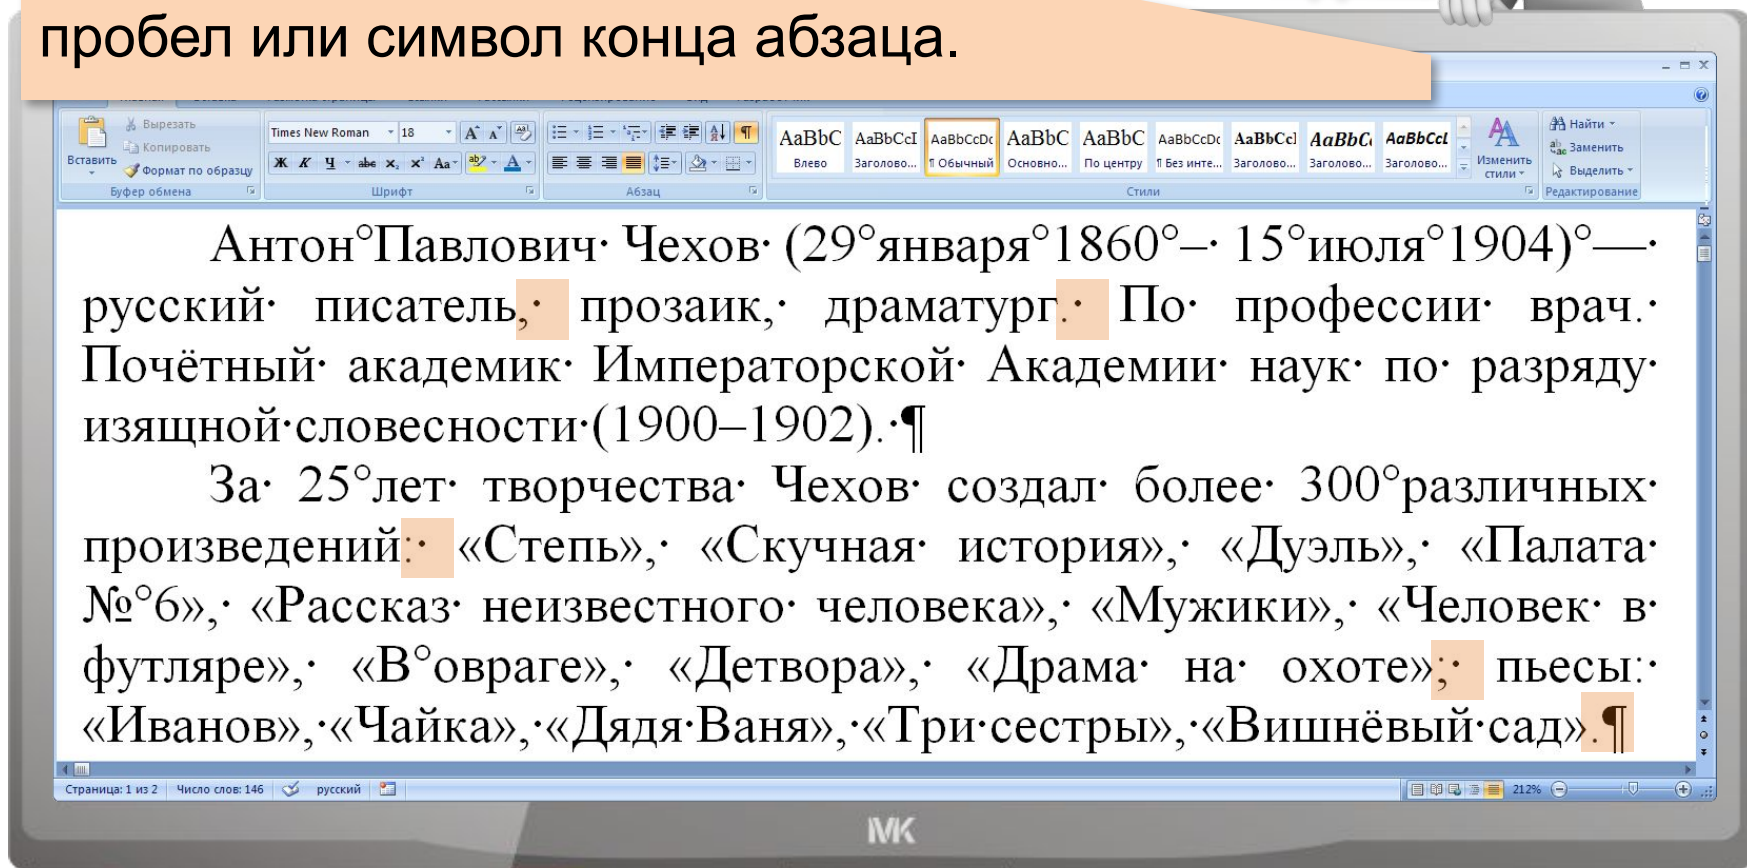 пробел или символ конца абзаца.
Вырезать
Копировать
Вставить
Формат по образцу
Буфер обмена
Times New Roman 18
Ж К Ч abe x₂ x² Aa
Шрифт
Абзац
AaBbC AaBbCcI AaBbCcDc AaBbC AaBbC AaBbCcDc AaBbCcI AaBbC AaBbCcL
Влево Заголово... ¶ Обычный Основно... По центру ¶ Без инте... Заголово... Заголово... Заголово...
Изменить стили
Стили
Найти
Заменить
Выделить
Редактирование
Антон°Павлович· Чехов· (29°января°1860°–· 15°июля°1904)°—·
русский· писатель,· прозаик,· драматург.· По· профессии· врач.·
Почётный· академик· Императорской· Академии· наук· по· разряду·
изящной·словесности·(1900–1902).·¶
За· 25°лет· творчества· Чехов· создал· более· 300°различных·
произведений:· «Степь»,· «Скучная· история»,· «Дуэль»,· «Палата·
№°6»,· «Рассказ· неизвестного· человека»,· «Мужики»,· «Человек· в·
футляре»,· «В°овраге»,· «Детвора»,· «Драма· на· охоте»;· пьесы:·
«Иванов»,·«Чайка»,·«Дядя·Ваня»,·«Три·сестры»,·«Вишнёвый·сад».¶
Страница: 1 из 2 Число слов: 146 русский 212%
MK